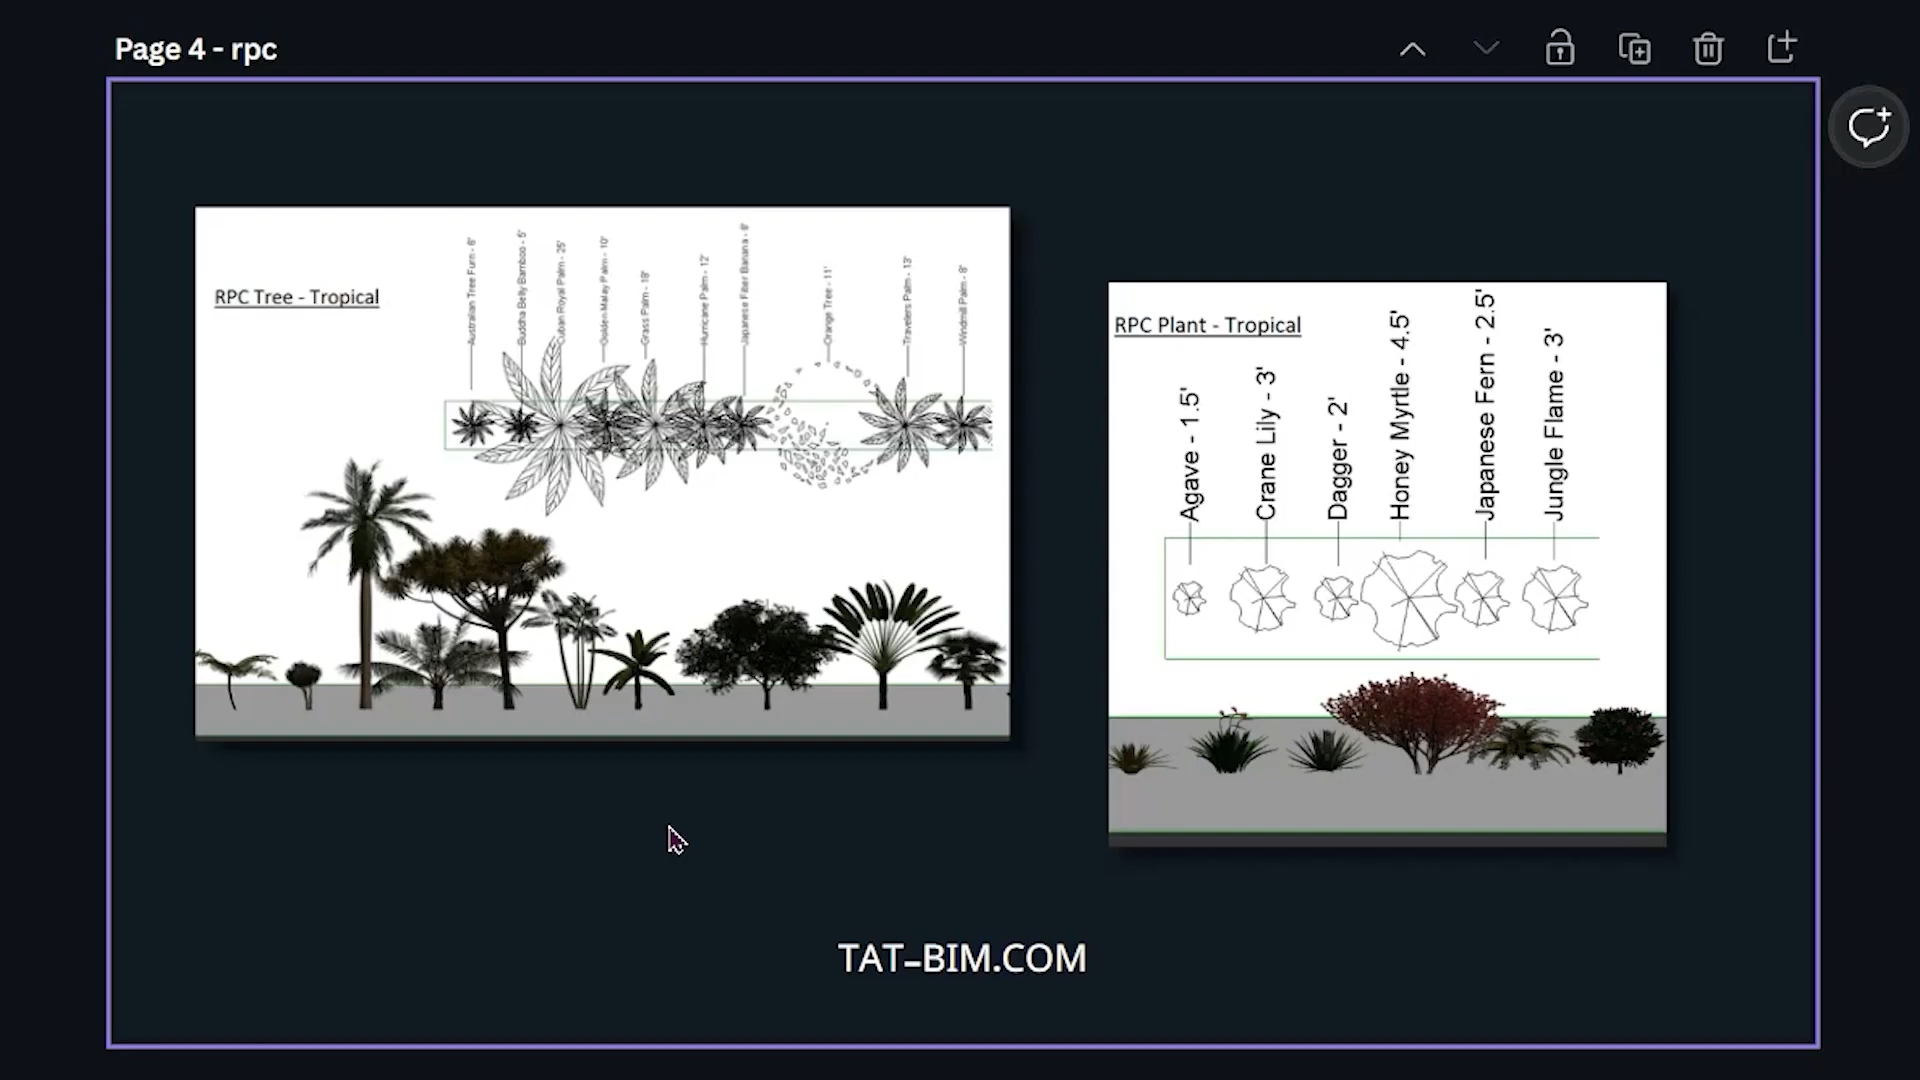 Page 4 - rpc
RPC Tree - Tropical
Australian Tree Furn - 6'
Buddha Belly Bamboo - 5'
Cuban Royal Palm - 25'
Golden Malay Palm - 10'
Grass Palm - 18'
Hurricane Palm - 12'
Japanese Fiber Banana - 8'
Orange Tree - 11'
Travelers Palm - 13'
Windmill Palm - 8'
RPC Plant - Tropical
Agave - 1.5'
Crane Lily - 3'
Dagger - 2'
Honey Myrtle - 4.5'
Japanese Fern - 2.5'
Jungle Flame - 3'
TAT-BIM.COM